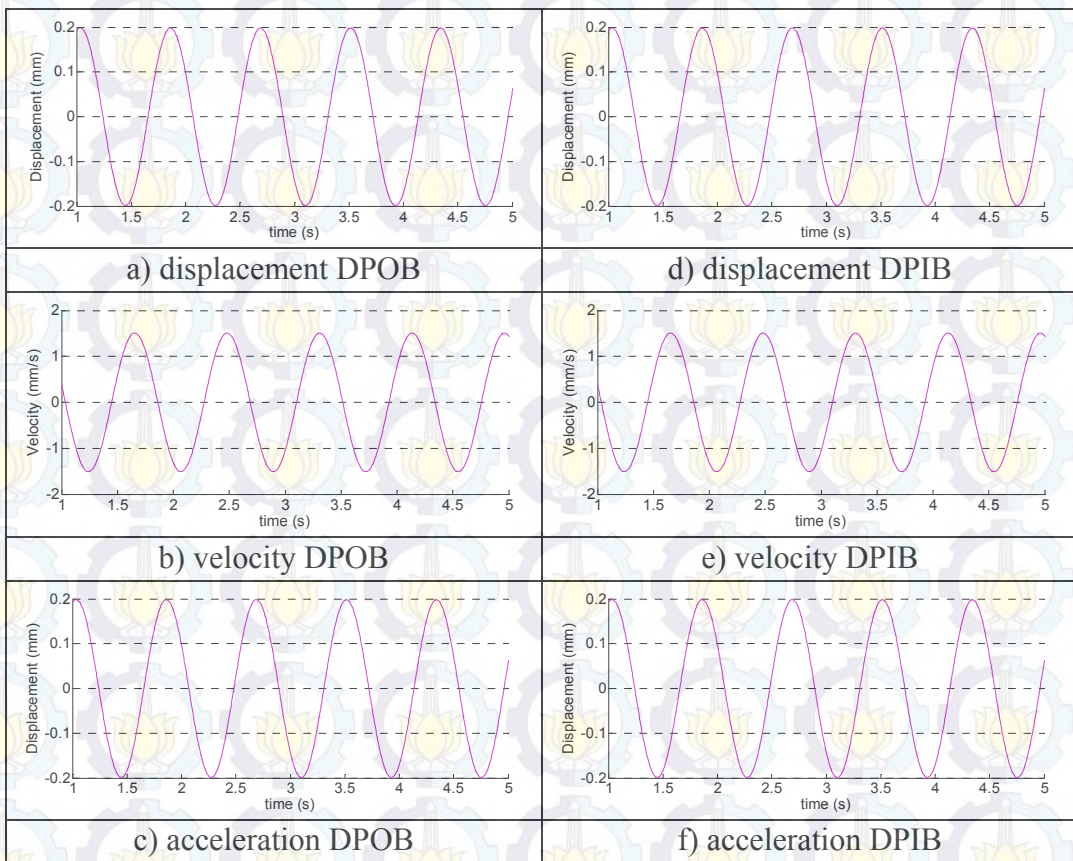 Displacement (mm)
0.2
0.1
0
-0.1
-0.2
1 1.5 2 2.5 3 3.5 4 4.5 5
time (s)
a) displacement DPOB
Displacement (mm)
0.2
0.1
0
-0.1
-0.2
1 1.5 2 2.5 3 3.5 4 4.5 5
time (s)
d) displacement DPIB
Velocity (mm/s)
2
1
0
-1
-2
1 1.5 2 2.5 3 3.5 4 4.5 5
time (s)
b) velocity DPOB
Velocity (mm/s)
2
1
0
-1
-2
1 1.5 2 2.5 3 3.5 4 4.5 5
time (s)
e) velocity DPIB
Displacement (mm)
0.2
0.1
0
-0.1
-0.2
1 1.5 2 2.5 3 3.5 4 4.5 5
time (s)
c) acceleration DPOB
Displacement (mm)
0.2
0.1
0
-0.1
-0.2
1 1.5 2 2.5 3 3.5 4 4.5 5
time (s)
f) acceleration DPIB